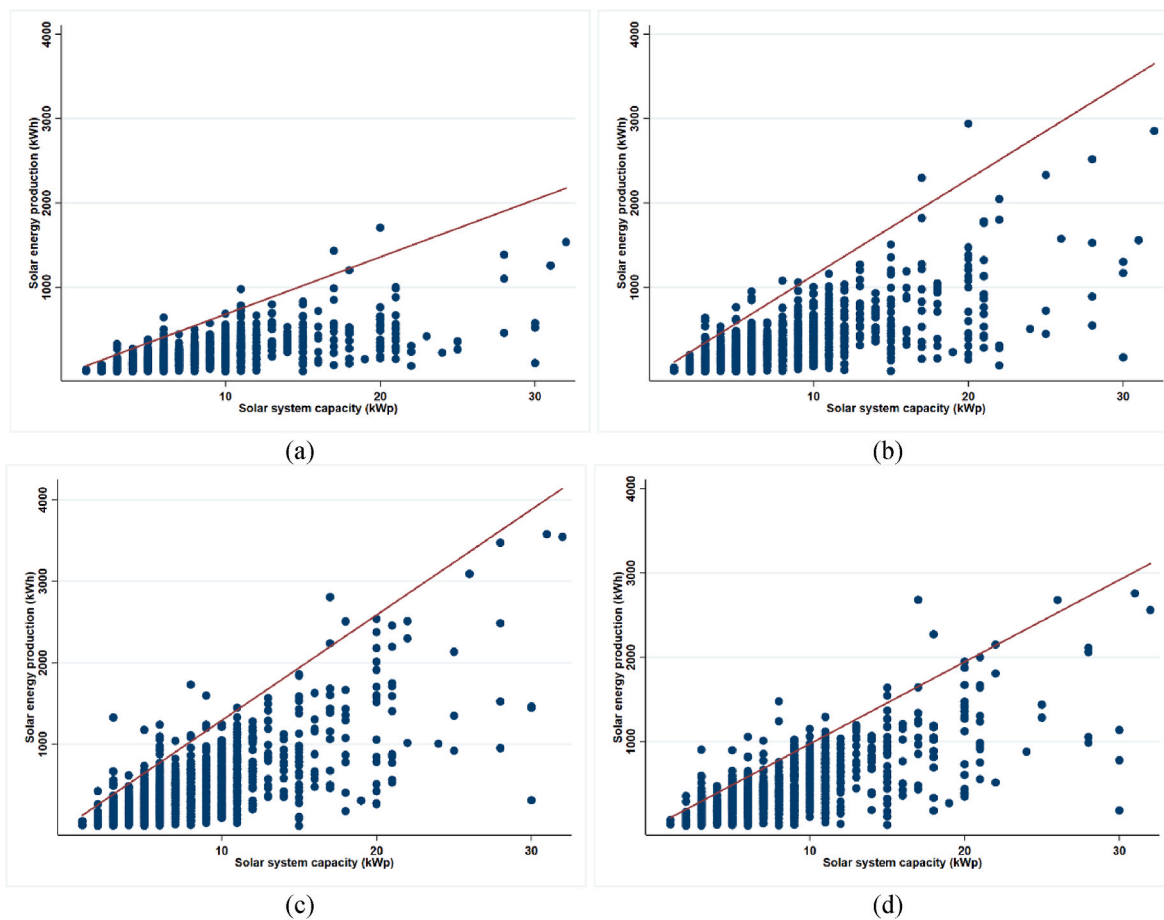 Solar energy production (kWh)
4000
3000
2000
1000
10 20 30
Solar system capacity (kWp)
(a)
Solar energy production (kWh)
4000
3000
2000
1000
10 20 30
Solar system capacity (kWp)
(b)
Solar energy production (kWh)
4000
3000
2000
1000
10 20 30
Solar system capacity (kWp)
(c)
Solar energy production (kWh)
4000
3000
2000
1000
10 20 30
Solar system capacity (kWp)
(d)